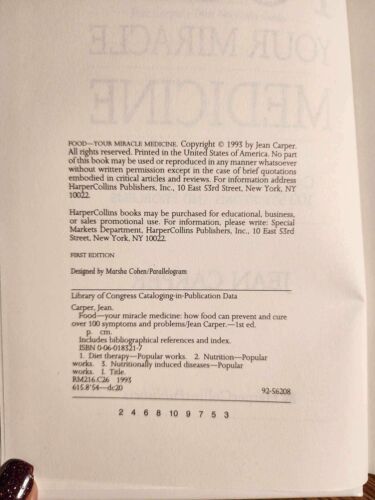 YOUR MIRACLE
MEDICINE
FOOD—YOUR MIRACLE MEDICINE. Copyright © 1993 by Jean Carper.
All rights reserved. Printed in the United States of America. No part
of this book may be used or reproduced in any manner whatsoever
without written permission except in the case of brief quotations
embodied in critical articles and reviews. For information address
HarperCollins Publishers, Inc., 10 East 53rd Street, New York, NY
10022.
HarperCollins books may be purchased for educational, business,
or sales promotional use. For information, please write: Special
Markets Department, HarperCollins Publishers, Inc., 10 East 53rd
Street, New York, NY 10022.
FIRST EDITION
Designed by Marsha Cohen/Parallelogram
Library of Congress Cataloging-in-Publication Data
Carper, Jean.
Food—your miracle medicine: how food can prevent and cure
over 100 symptoms and problems/Jean Carper.—1st ed.
p. cm.
Includes bibliographical references and index.
ISBN 0-06-018321-7
1. Diet therapy—Popular works. 2. Nutrition—Popular
works. 3. Nutritionally induced diseases—Popular
works. I. Title.
RM216.C26 1993
615.8'54—dc20 92-56208
2 4 6 8 10 9 7 5 3